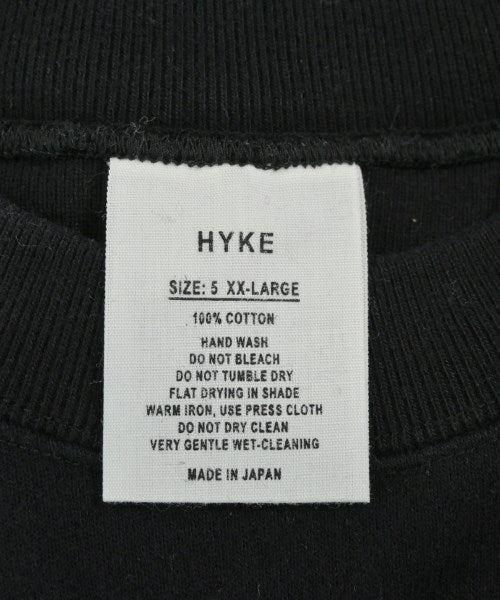 HYKE
SIZE: 5 XX-LARGE
100% COTTON
HAND WASH
DO NOT BLEACH
DO NOT TUMBLE DRY
FLAT DRYING IN SHADE
WARM IRON, USE PRESS CLOTH
DO NOT DRY CLEAN
VERY GENTLE WET-CLEANING
MADE IN JAPAN